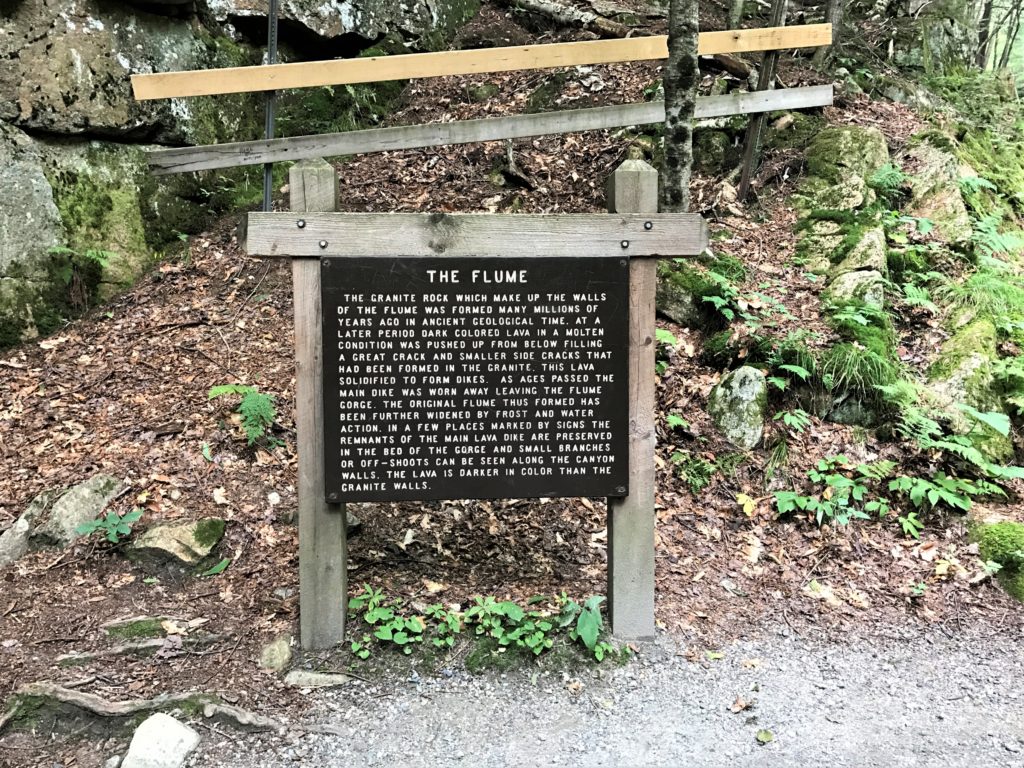 THE FLUME
THE GRANITE ROCK WHICH MAKE UP THE WALLS
OF THE FLUME WAS FORMED MANY MILLIONS OF
YEARS AGO IN ANCIENT GEOLOGICAL TIME. AT A
LATER PERIOD DARK COLORED LAVA IN A MOLTEN
CONDITION WAS PUSHED UP FROM BELOW FILLING
A GREAT CRACK AND SMALLER SIDE CRACKS THAT
HAD BEEN FORMED IN THE GRANITE. THIS LAVA
SOLIDIFIED TO FORM DIKES. AS AGES PASSED THE
MAIN DIKE WAS WORN AWAY LEAVING THE FLUME
GORGE. THE ORIGINAL FLUME THUS FORMED HAS
BEEN FURTHER WIDENED BY FROST AND WATER
ACTION. IN A FEW PLACES MARKED BY SIGNS THE
REMNANTS OF THE MAIN LAVA DIKE ARE PRESERVED
IN THE BED OF THE GORGE AND SMALL BRANCHES
OR OFF-SHOOTS CAN BE SEEN ALONG THE CANYON
WALLS. THE LAVA IS DARKER IN COLOR THAN THE
GRANITE WALLS.